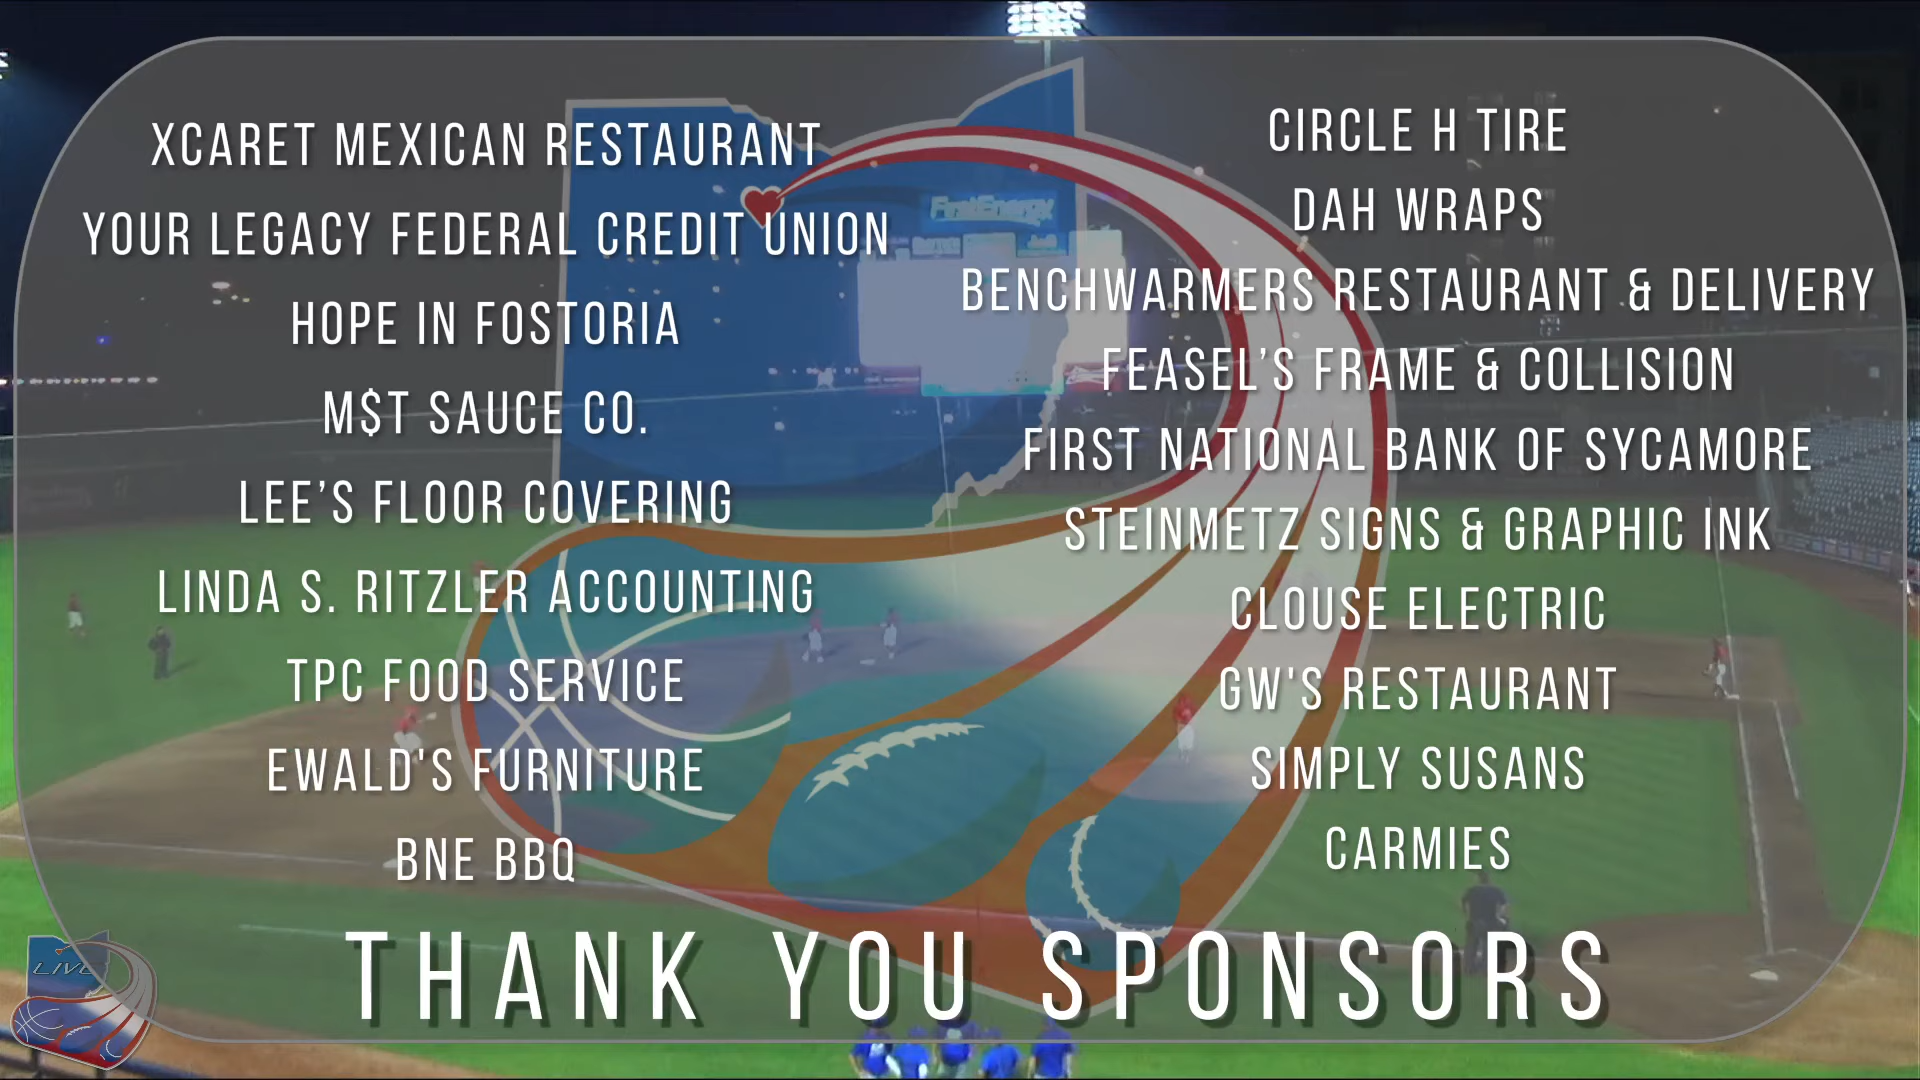 XCARET MEXICAN RESTAURANT
YOUR LEGACY FEDERAL CREDIT UNION
HOPE IN FOSTORIA
M$T SAUCE CO.
LEE’S FLOOR COVERING
LINDA S. RITZLER ACCOUNTING
TPC FOOD SERVICE
EWALD'S FURNITURE
BNE BBQ
CIRCLE H TIRE
DAH WRAPS
BENCHWARMERS RESTAURANT & DELIVERY
FEASEL’S FRAME & COLLISION
FIRST NATIONAL BANK OF SYCAMORE
STEINMETZ SIGNS & GRAPHIC INK
CLOUSE ELECTRIC
GW'S RESTAURANT
SIMPLY SUSANS
CARMIES
THANK YOU SPONSORS
FirstEnergy
LIVE